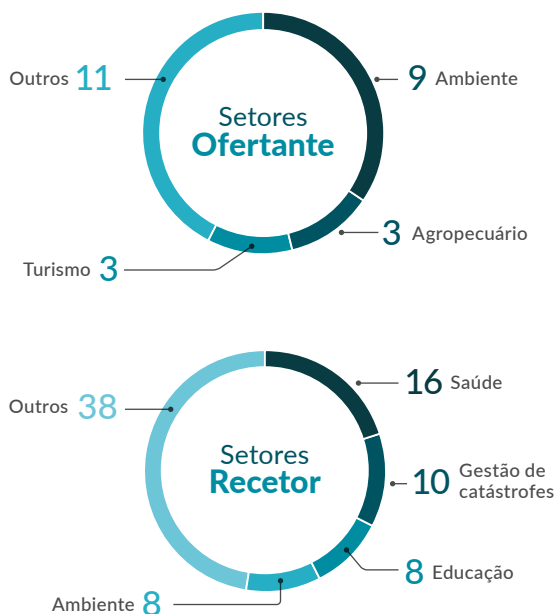 Outros 11
9 Ambiente
Setores
Ofertante
3 Agropecuário
Turismo 3
16 Saúde
Outros 38
Setores
Recetor
10 Gestão de
catástrofes
8 Educação
Ambiente 8